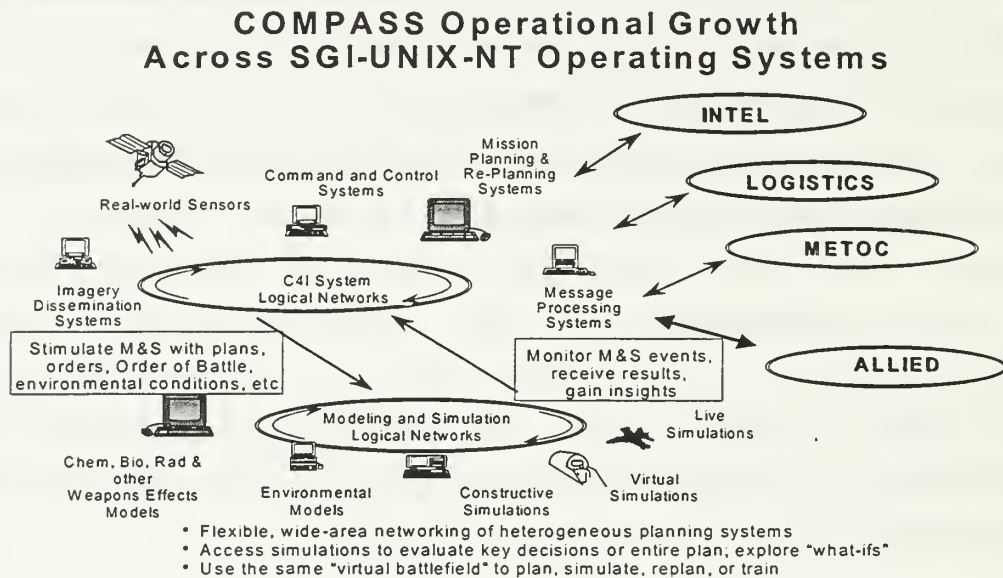 COMPASS Operational Growth
Across SGI-UNIX-NT Operating Systems
INTEL
Mission
Planning &
Re-Planning
Systems
Command and Control
Systems
LOGISTICS
Real-world Sensors
METOC
C4I System
Logical Networks
Imagery
Dissemination
Systems
Message
Processing
Systems
Stimulate M&S with plans,
orders, Order of Battle,
environmental conditions, etc
Monitor M&S events,
receive results,
gain insights
ALLIED
Modeling and Simulation
Logical Networks
Live
Simulations
Chem, Bio, Rad &
other
Weapons Effects
Models
Environmental
Models
Constructive
Simulations
Virtual
Simulations
• Flexible, wide-area networking of heterogeneous planning systems
• Access simulations to evaluate key decisions or entire plan; explore "what-ifs"
• Use the same "virtual battlefield" to plan, simulate, replan, or train